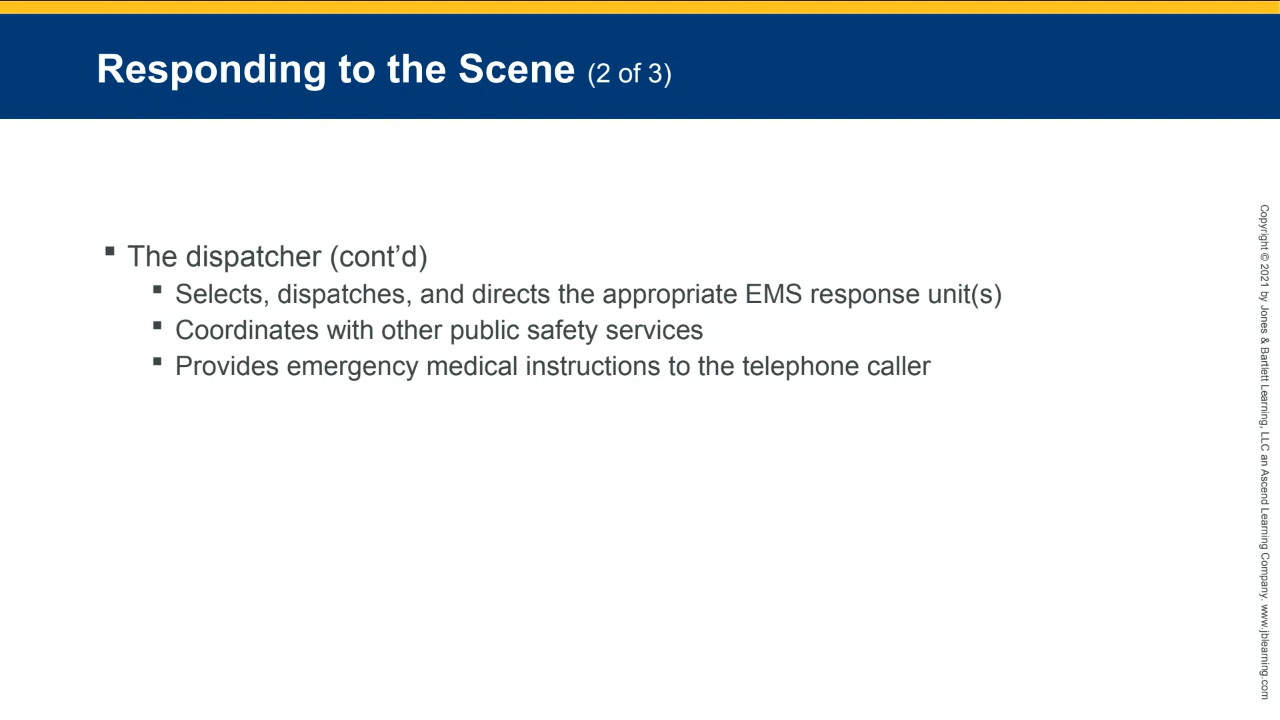 Responding to the Scene (2 of 3)
The dispatcher (cont’d)
Selects, dispatches, and directs the appropriate EMS response unit(s)
Coordinates with other public safety services
Provides emergency medical instructions to the telephone caller
Copyright © 2021 by Jones & Bartlett Learning, LLC an Ascend Learning Company. www.jblearning.com